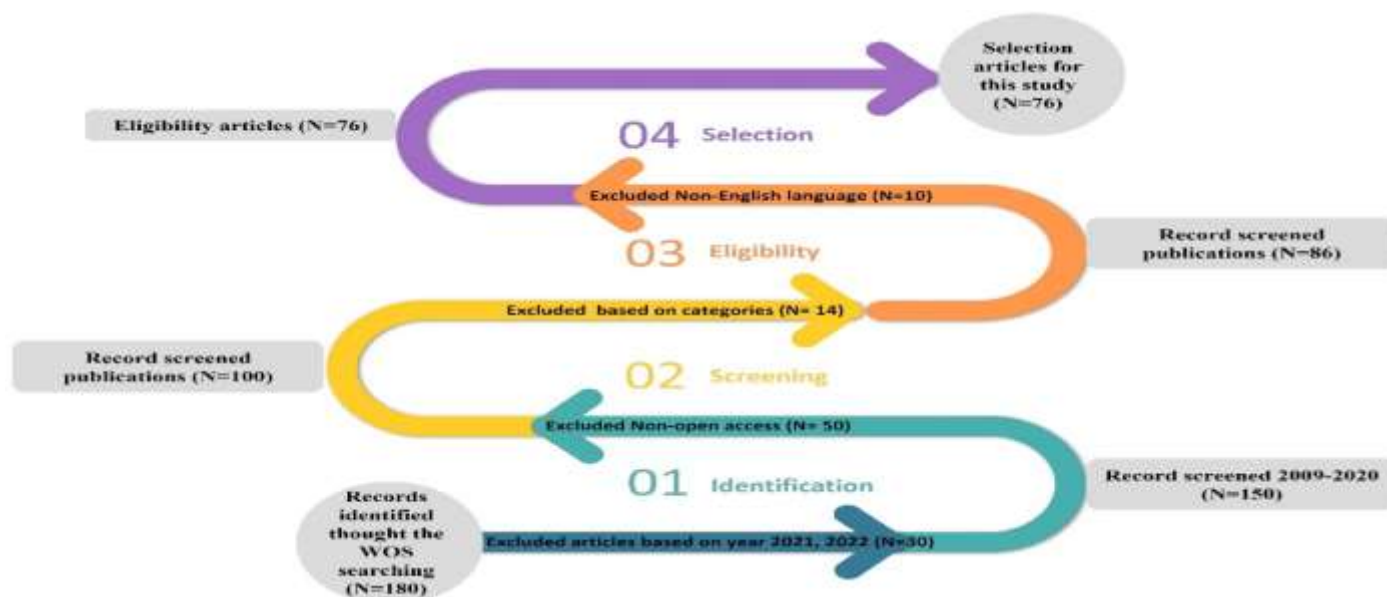 Selection
articles for
this study
(N=76)
Eligibility articles (N=76)
04 Selection
Excluded Non-English language (N=10)
Record screened
publications (N=86)
03 Eligibility
Excluded based on categories (N= 14)
Record screened
publications (N=100)
02 Screening
Excluded Non-open access (N= 50)
Record screened 2009-2020
(N=150)
01 Identification
Records
identified
thought the
WOS
searching
(N=180)
Excluded articles based on year 2021, 2022 (N=30)